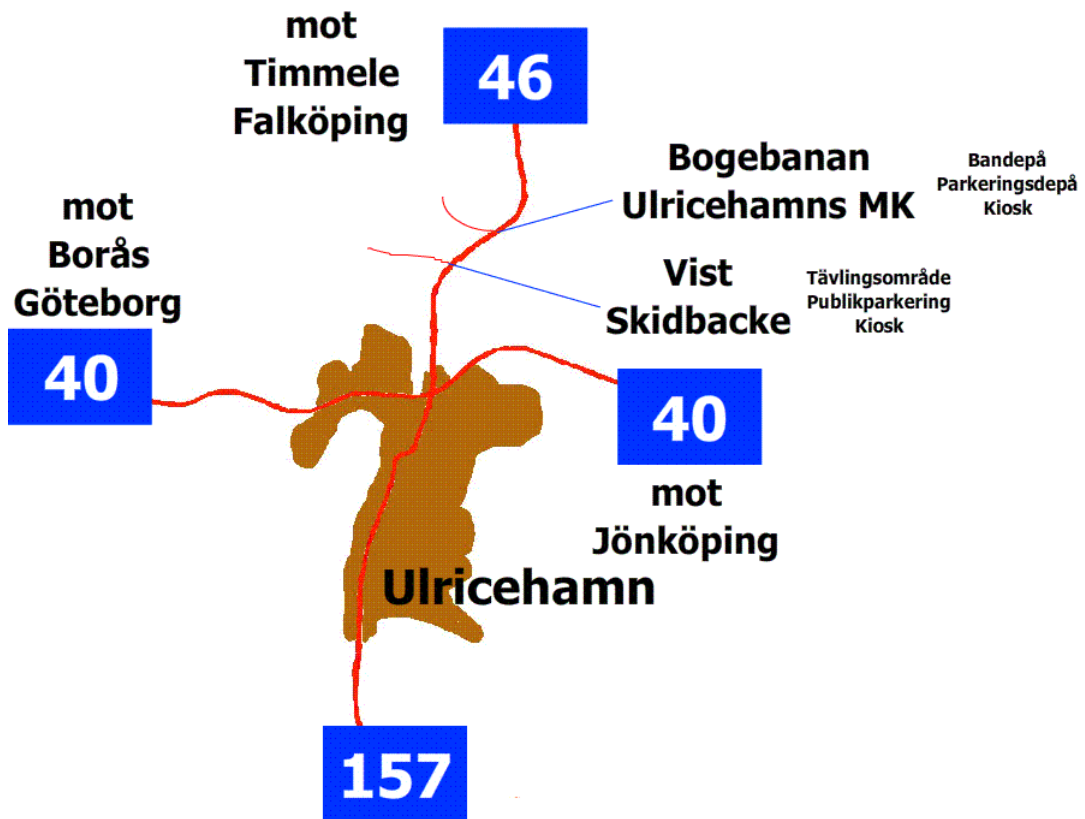 mot
Timmele
Falköping
46
Bogebanan
Ulricehamns MK
Bandepå
Parkeringsdepå
Kiosk
mot
Borås
Göteborg
40
Vist
Skidbacke
Tävlingsområde
Publikparkering
Kiosk
40
mot
Jönköping
Ulricehamn
157